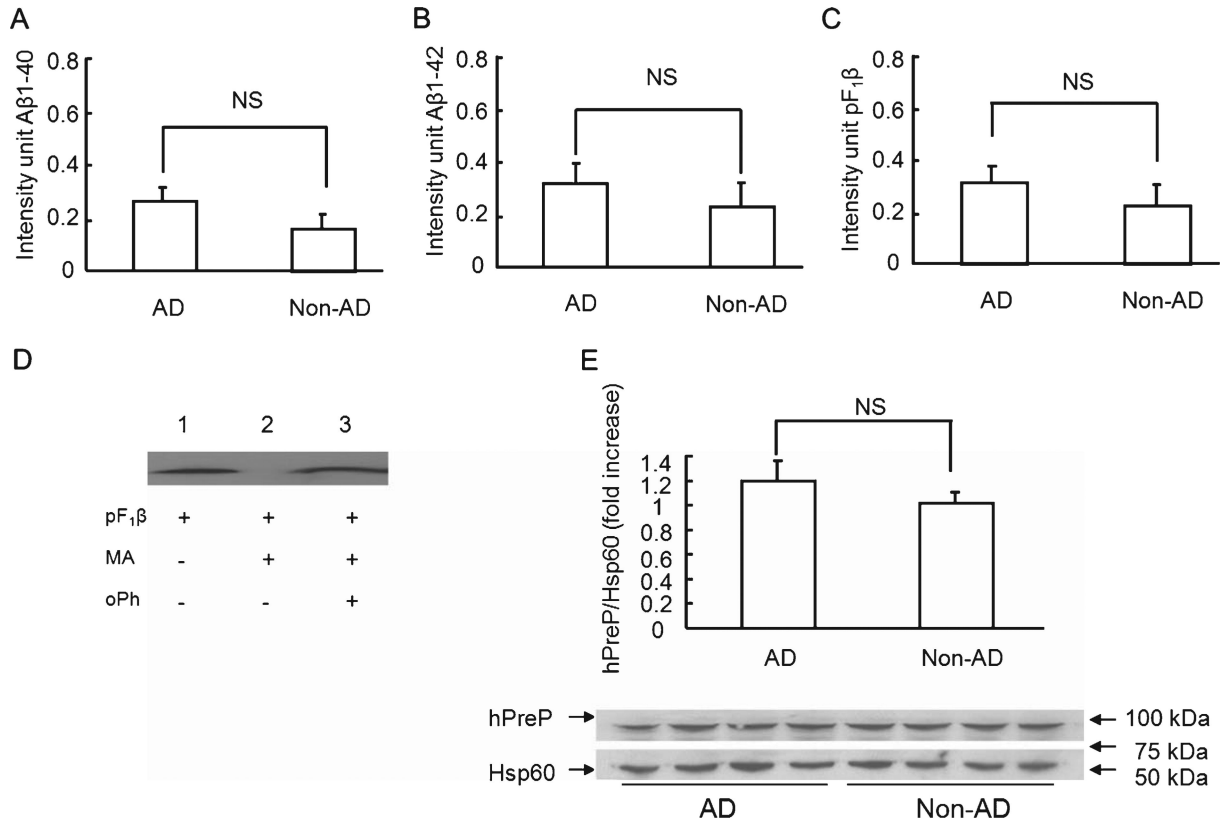 A
Intensity unit Aβ1-40
0.8
0.6
0.4
0.2
0
NS
AD Non-AD
B
Intensity unit Aβ1-42
0.8
0.6
0.4
0.2
0
NS
AD Non-AD
C
Intensity unit pF₁β
0.8
0.6
0.4
0.2
0
NS
AD Non-AD
D
1 2 3
pF₁β + + +
MA - + +
oPh - - +
E
hPreP/Hsp60 (fold increase)
1.4
1.2
1
0.8
0.6
0.4
0.2
0
NS
AD Non-AD
hPreP 100 kDa
75 kDa
Hsp60 50 kDa
AD Non-AD